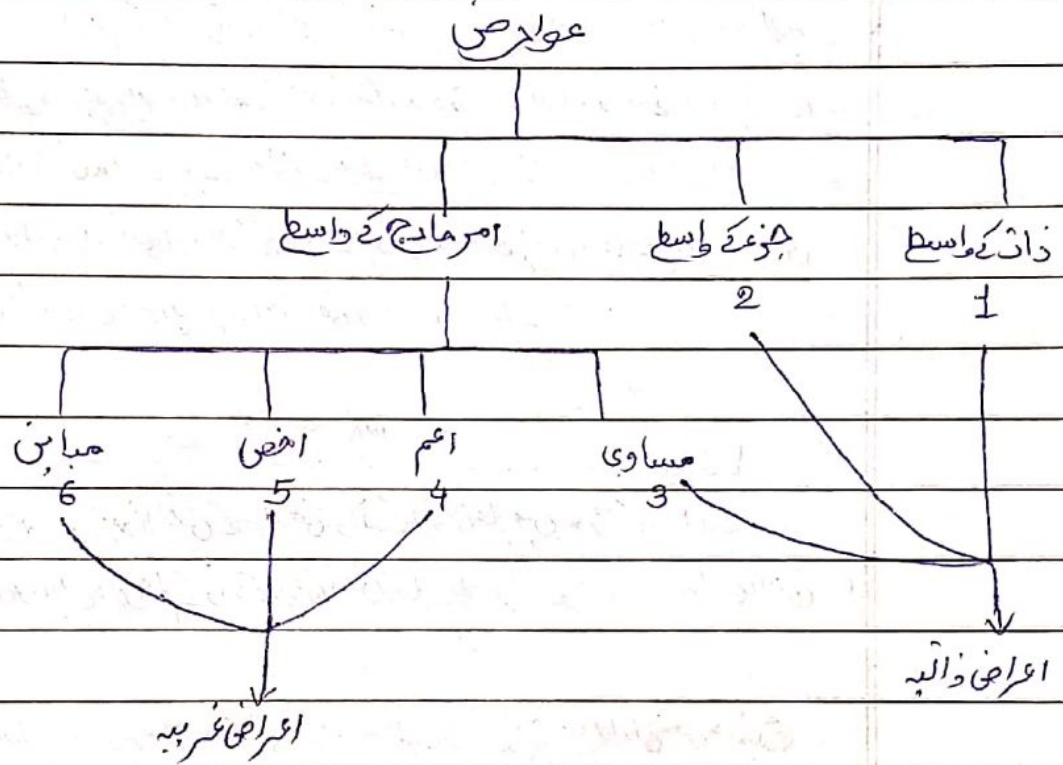 عوارض
ذات کے واسطے
جزء کے واسطے
امر خارج کے واسطے
1
2
مساوی
اعم
اخص
مباین
3
4
5
6
اعراض ذاتیہ
اعراض غریبہ